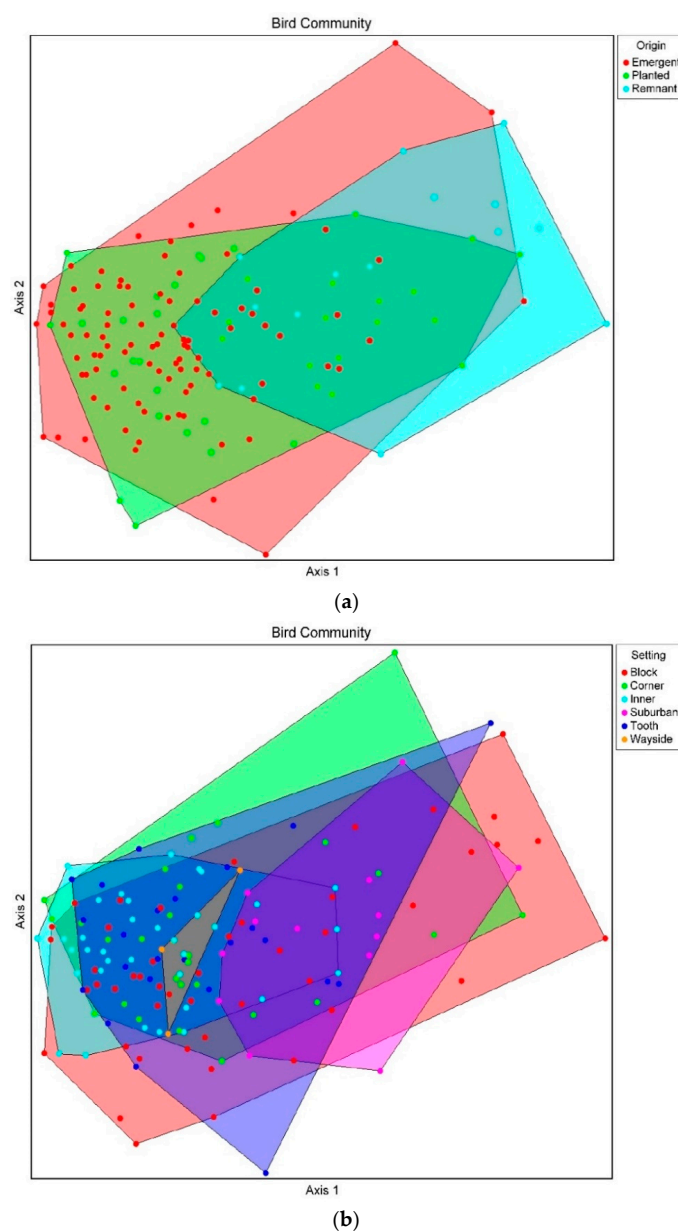 Bird Community
Origin
Emergent
Planted
Remnant
Axis 2
Axis 1
(a)
Bird Community
Setting
Block
Corner
Inner
Suburban
Tooth
Wayside
Axis 2
Axis 1
(b)